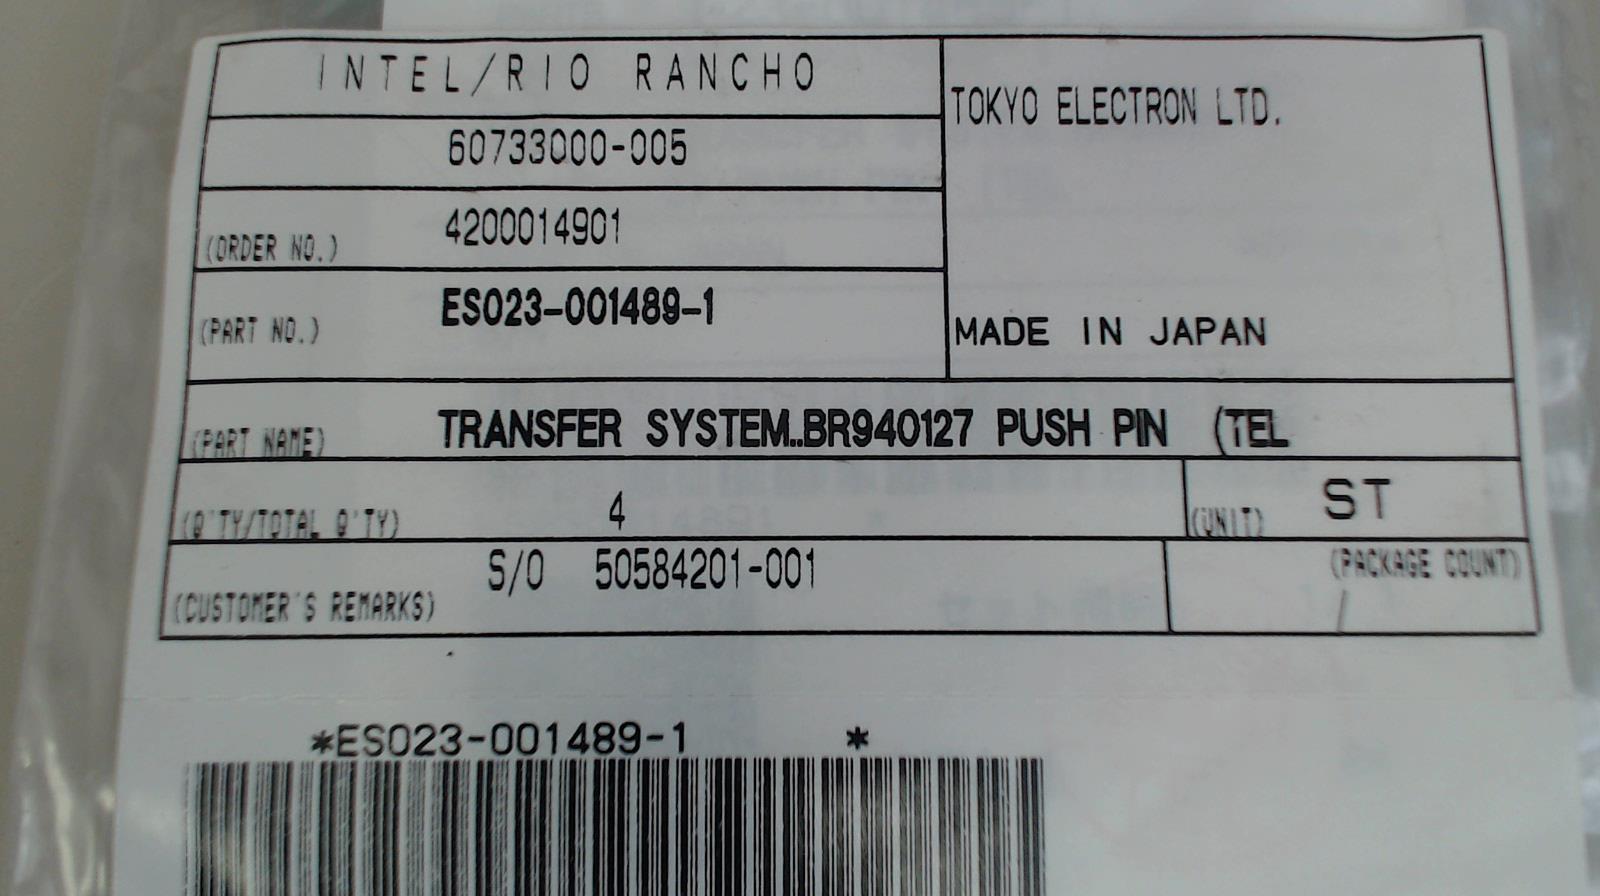 INTEL/RIO RANCHO
TOKYO ELECTRON LTD.
60733000-005
(ORDER NO.) 4200014901
(PART NO.) ES023-001489-1
MADE IN JAPAN
(PART NAME) TRANSFER SYSTEM..BR940127 PUSH PIN (TEL
(Q'TY/TOTAL Q'TY) 4
(UNIT) ST
(CUSTOMER'S REMARKS) S/O 50584201-001
(PACKAGE COUNT)
/
*ES023-001489-1 *